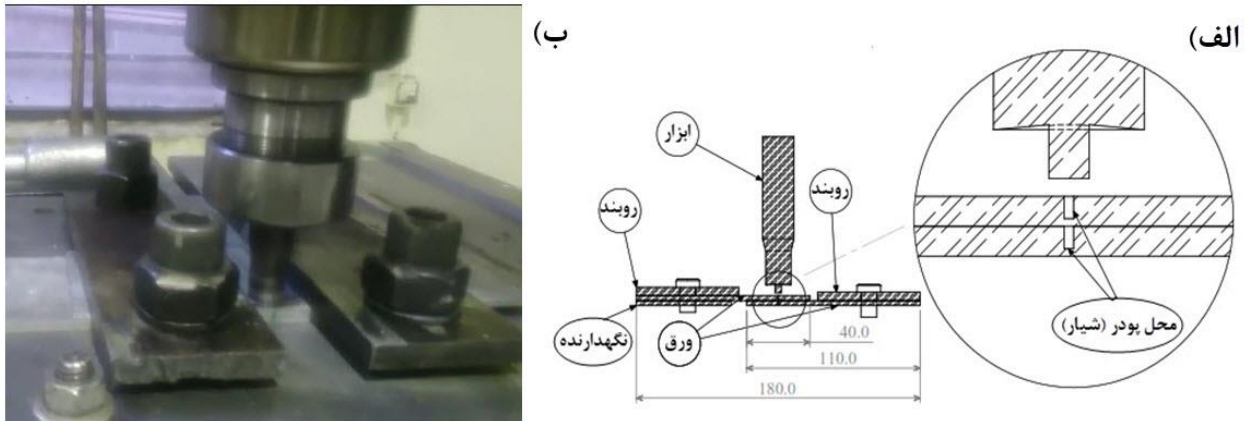 الف)
ب)
ابزار
روبند
روبند
نگهدارنده
ورق
محل پودر (شیار)
40.0
110.0
180.0